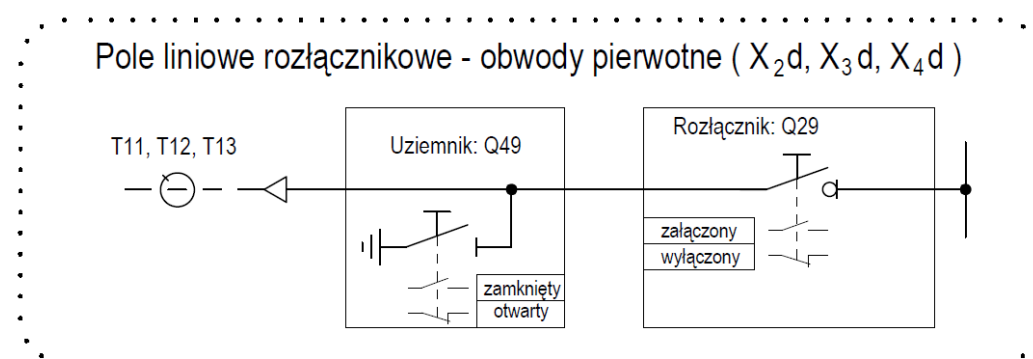 Pole liniowe rozłącznikowe - obwody pierwotne ( X₂d, X₃d, X₄d )
T11, T12, T13
Uziemnik: Q49
Rozłącznik: Q29
załączony
wyłączony
zamknięty
otwarty